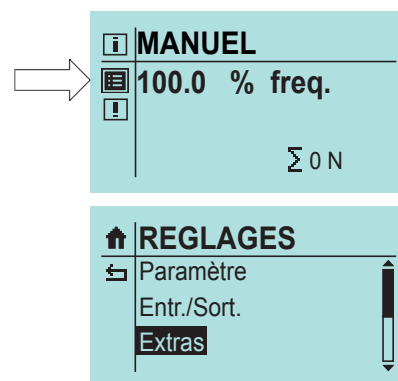 MANUEL
100.0 % freq.
Σ 0 N
REGLAGES
Paramètre
Entr./Sort.
Extras